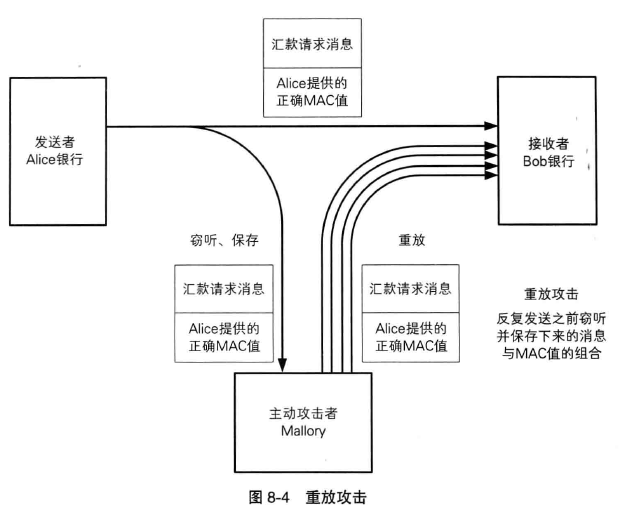 汇款请求消息
Alice提供的
正确MAC值
发送者
Alice银行
接收者
Bob银行
窃听、保存
重放
汇款请求消息
Alice提供的
正确MAC值
汇款请求消息
Alice提供的
正确MAC值
重放攻击
反复发送之前窃听
并保存下来的消息
与MAC值的组合
主动攻击者
Mallory
图 8-4 重放攻击